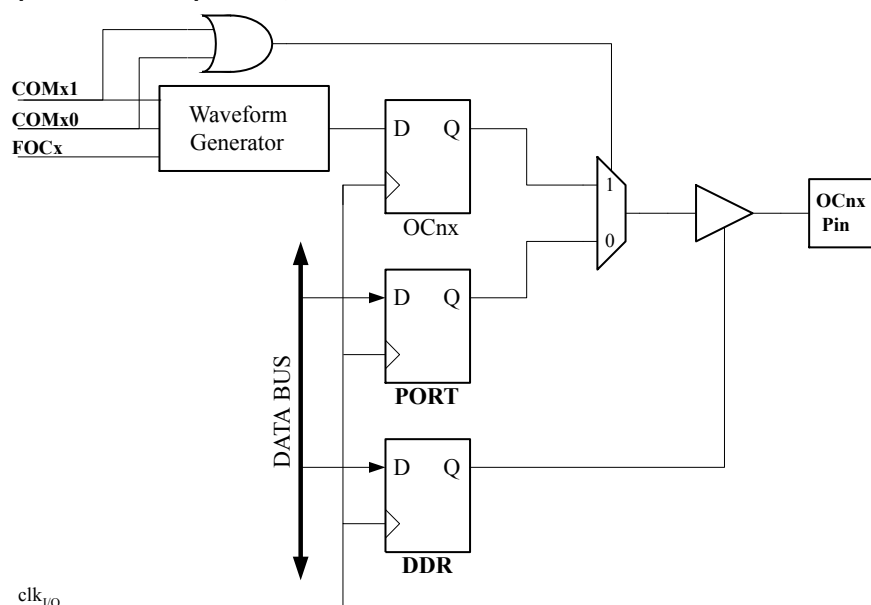 COMx1
COMx0
FOCx
Waveform
Generator
D Q
OCnx
1
0
OCnx
Pin
D Q
PORT
DATA BUS
D Q
DDR
clkI/O